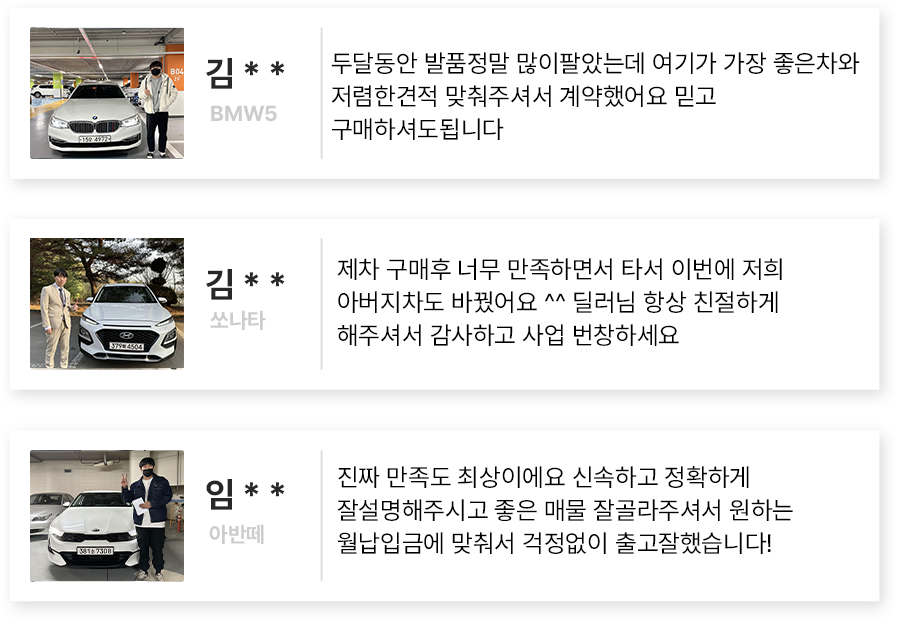 김 * *
BMW5
두달동안 발품정말 많이팔았는데 여기가 가장 좋은차와
저렴한견적 맞춰주셔서 계약했어요 믿고
구매하셔도됩니다
B04
김 * *
쏘나타
제차 구매후 너무 만족하면서 타서 이번에 저희
아버지차도 바꿨어요 ^^ 딜러님 항상 친절하게
해주셔서 감사하고 사업 번창하세요
임 * *
아반떼
진짜 만족도 최상이에요 신속하고 정확하게
잘설명해주시고 좋은 매물 잘골라주셔서 원하는
월납입금에 맞춰서 걱정없이 출고잘했습니다!